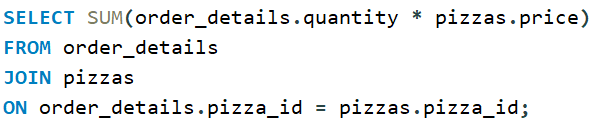 SELECT SUM(order_details.quantity * pizzas.price)
FROM order_details
JOIN pizzas
ON order_details.pizza_id = pizzas.pizza_id;